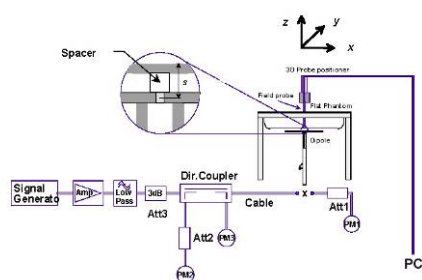 z
y
x
Spacer
s
3D Probe positioner
Field probe
Flat Phantom
Dipole
Dir.Coupler
Signal
Generato
Amp
Low
Pass
3dB
Att3
Cable
x
Att1
PM1
Att2
PM3
PM2
PC